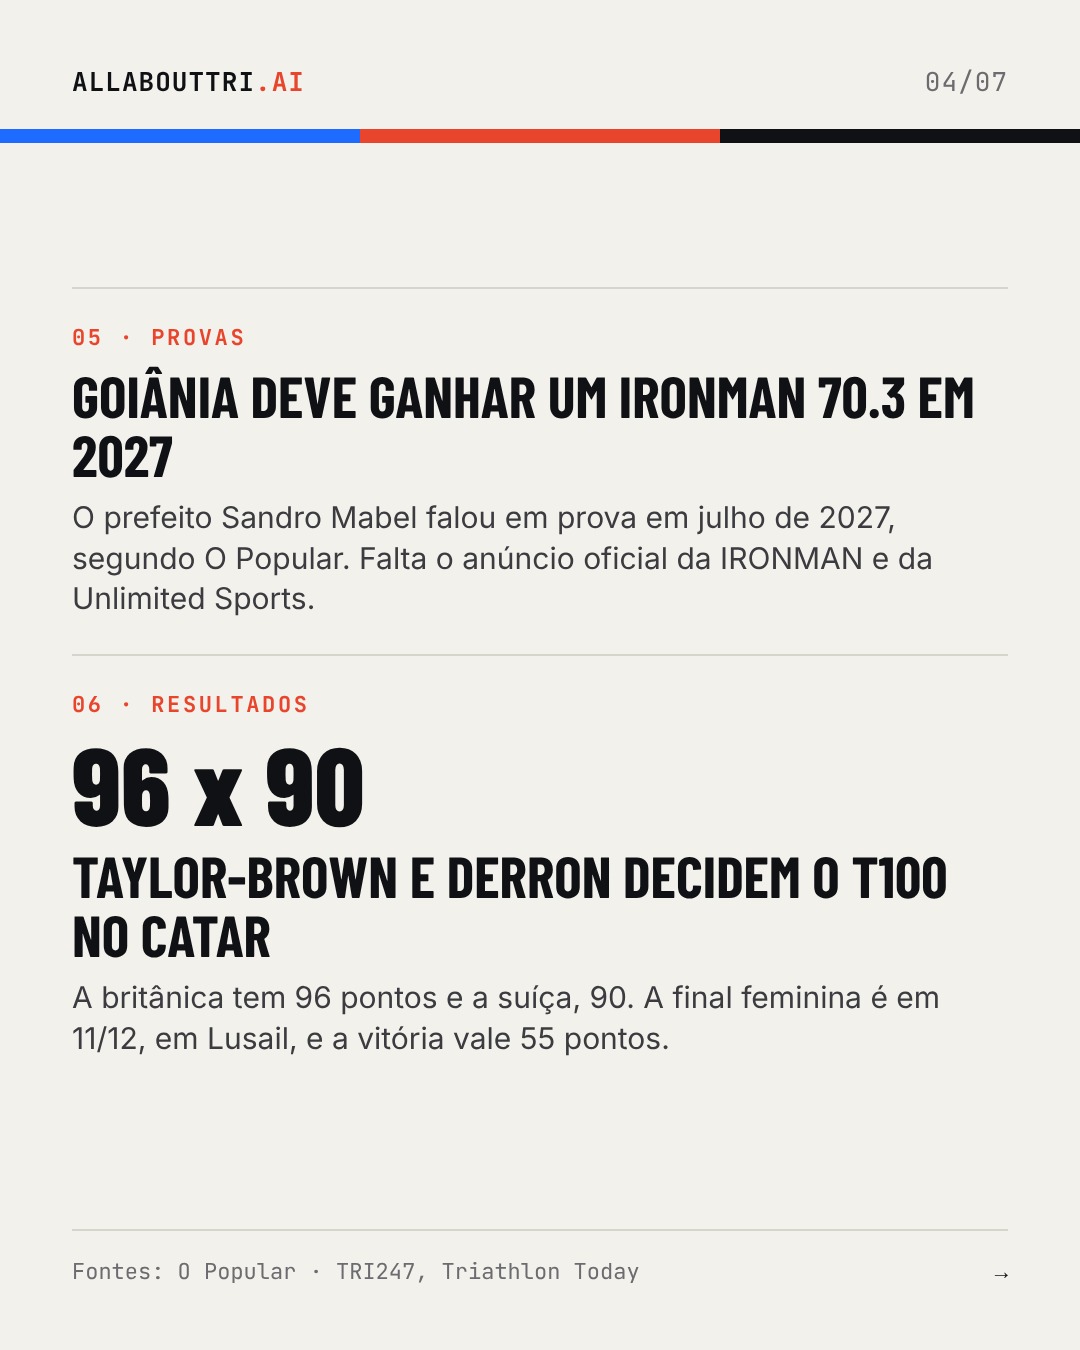 ALLABOUTTRI.AI
04/07
05 · PROVAS
GOIÂNIA DEVE GANHAR UM IRONMAN 70.3 EM
2027
O prefeito Sandro Mabel falou em prova em julho de 2027,
segundo O Popular. Falta o anúncio oficial da IRONMAN e da
Unlimited Sports.
06 · RESULTADOS
96 x 90
TAYLOR-BROWN E DERRON DECIDEM O T100
NO CATAR
A britânica tem 96 pontos e a suíça, 90. A final feminina é em
11/12, em Lusail, e a vitória vale 55 pontos.
Fontes: O Popular · TRI247, Triathlon Today
→